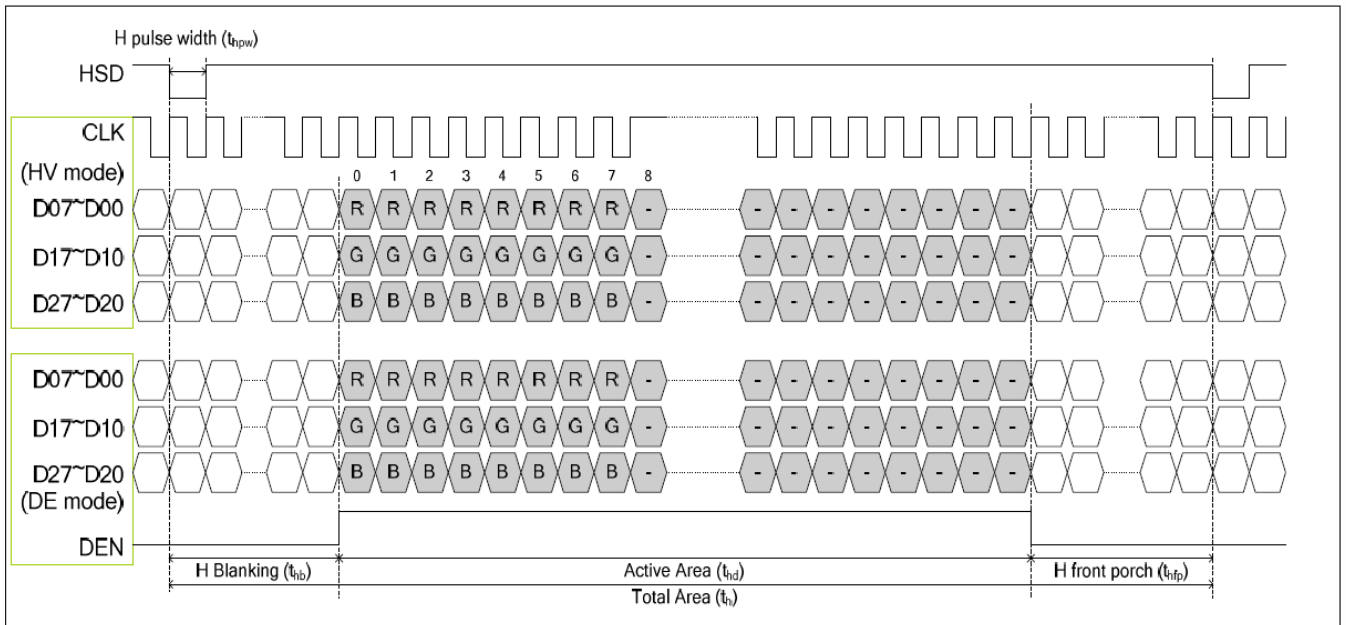 H pulse width (thpw)
HSD
CLK
(HV mode)
0 1 2 3 4 5 6 7 8
D07~D00 R R R R R R R R - - - - - - - - -
D17~D10 G G G G G G G G - - - - - - - - -
D27~D20 B B B B B B B B - - - - - - - - -
D07~D00 R R R R R R R R - - - - - - - - -
D17~D10 G G G G G G G G - - - - - - - - -
D27~D20 B B B B B B B B - - - - - - - - -
(DE mode)
DEN
H Blanking (thb) Active Area (thd) H front porch (thfp)
Total Area (th)